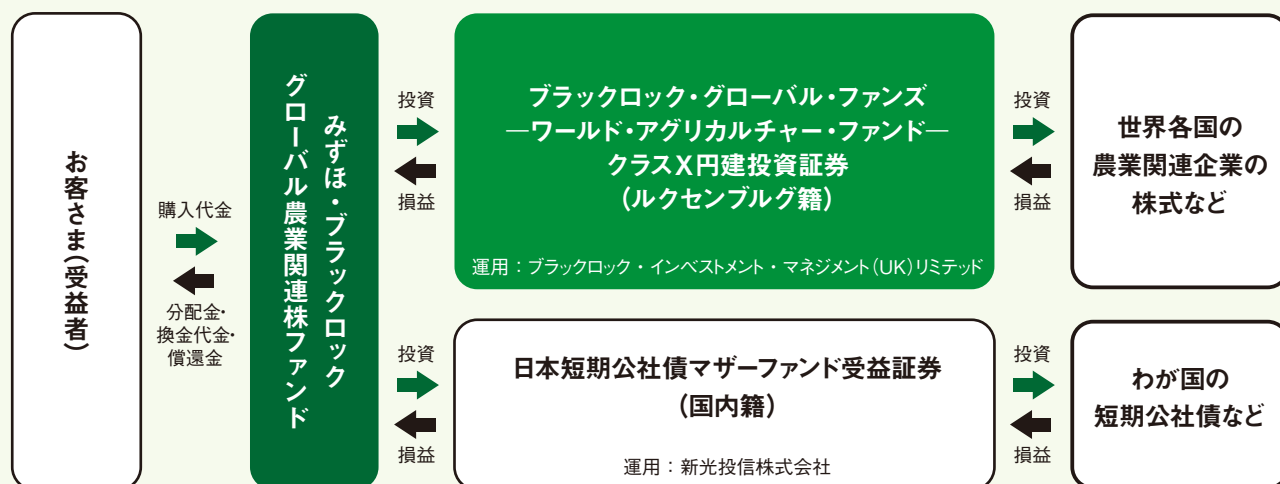 お客さま(受益者)
購入代金
分配金・
換金代金・
償還金
みずほ・ブラックロック
グローバル農業関連株ファンド
投資
損益
ブラックロック・グローバル・ファンズ
―ワールド・アグリカルチャー・ファンド―
クラスX円建投資証券
(ルクセンブルグ籍)
運用：ブラックロック・インベストメント・マネジメント(UK)リミテッド
投資
損益
世界各国の
農業関連企業の
株式など
投資
損益
日本短期公社債マザーファンド受益証券
(国内籍)
運用：新光投信株式会社
投資
損益
わが国の
短期公社債など